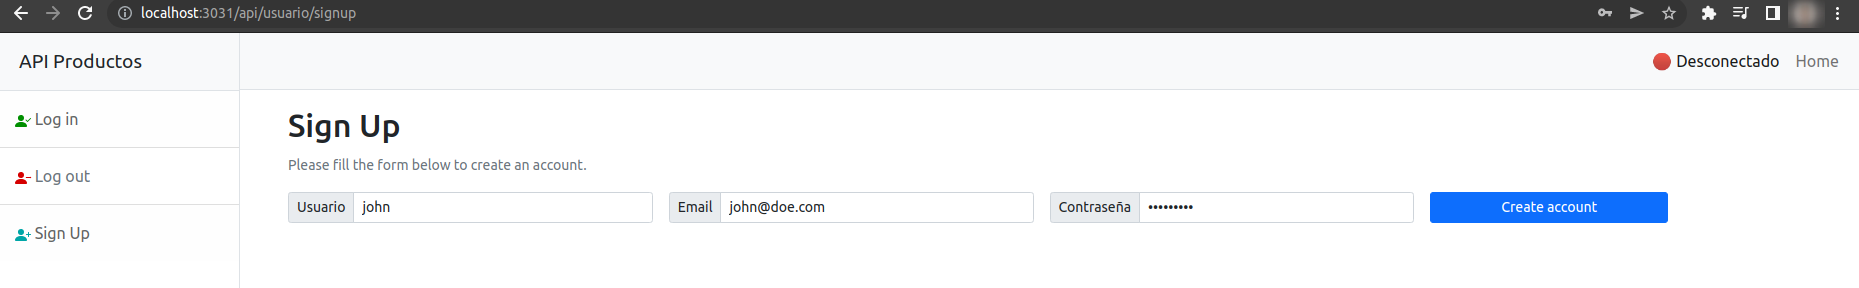 localhost:3031/api/usuario/signup
API Productos
Desconectado Home
Log in
Log out
Sign Up
Sign Up
Please fill the form below to create an account.
Usuario john Email john@doe.com Contraseña ••••••••• Create account